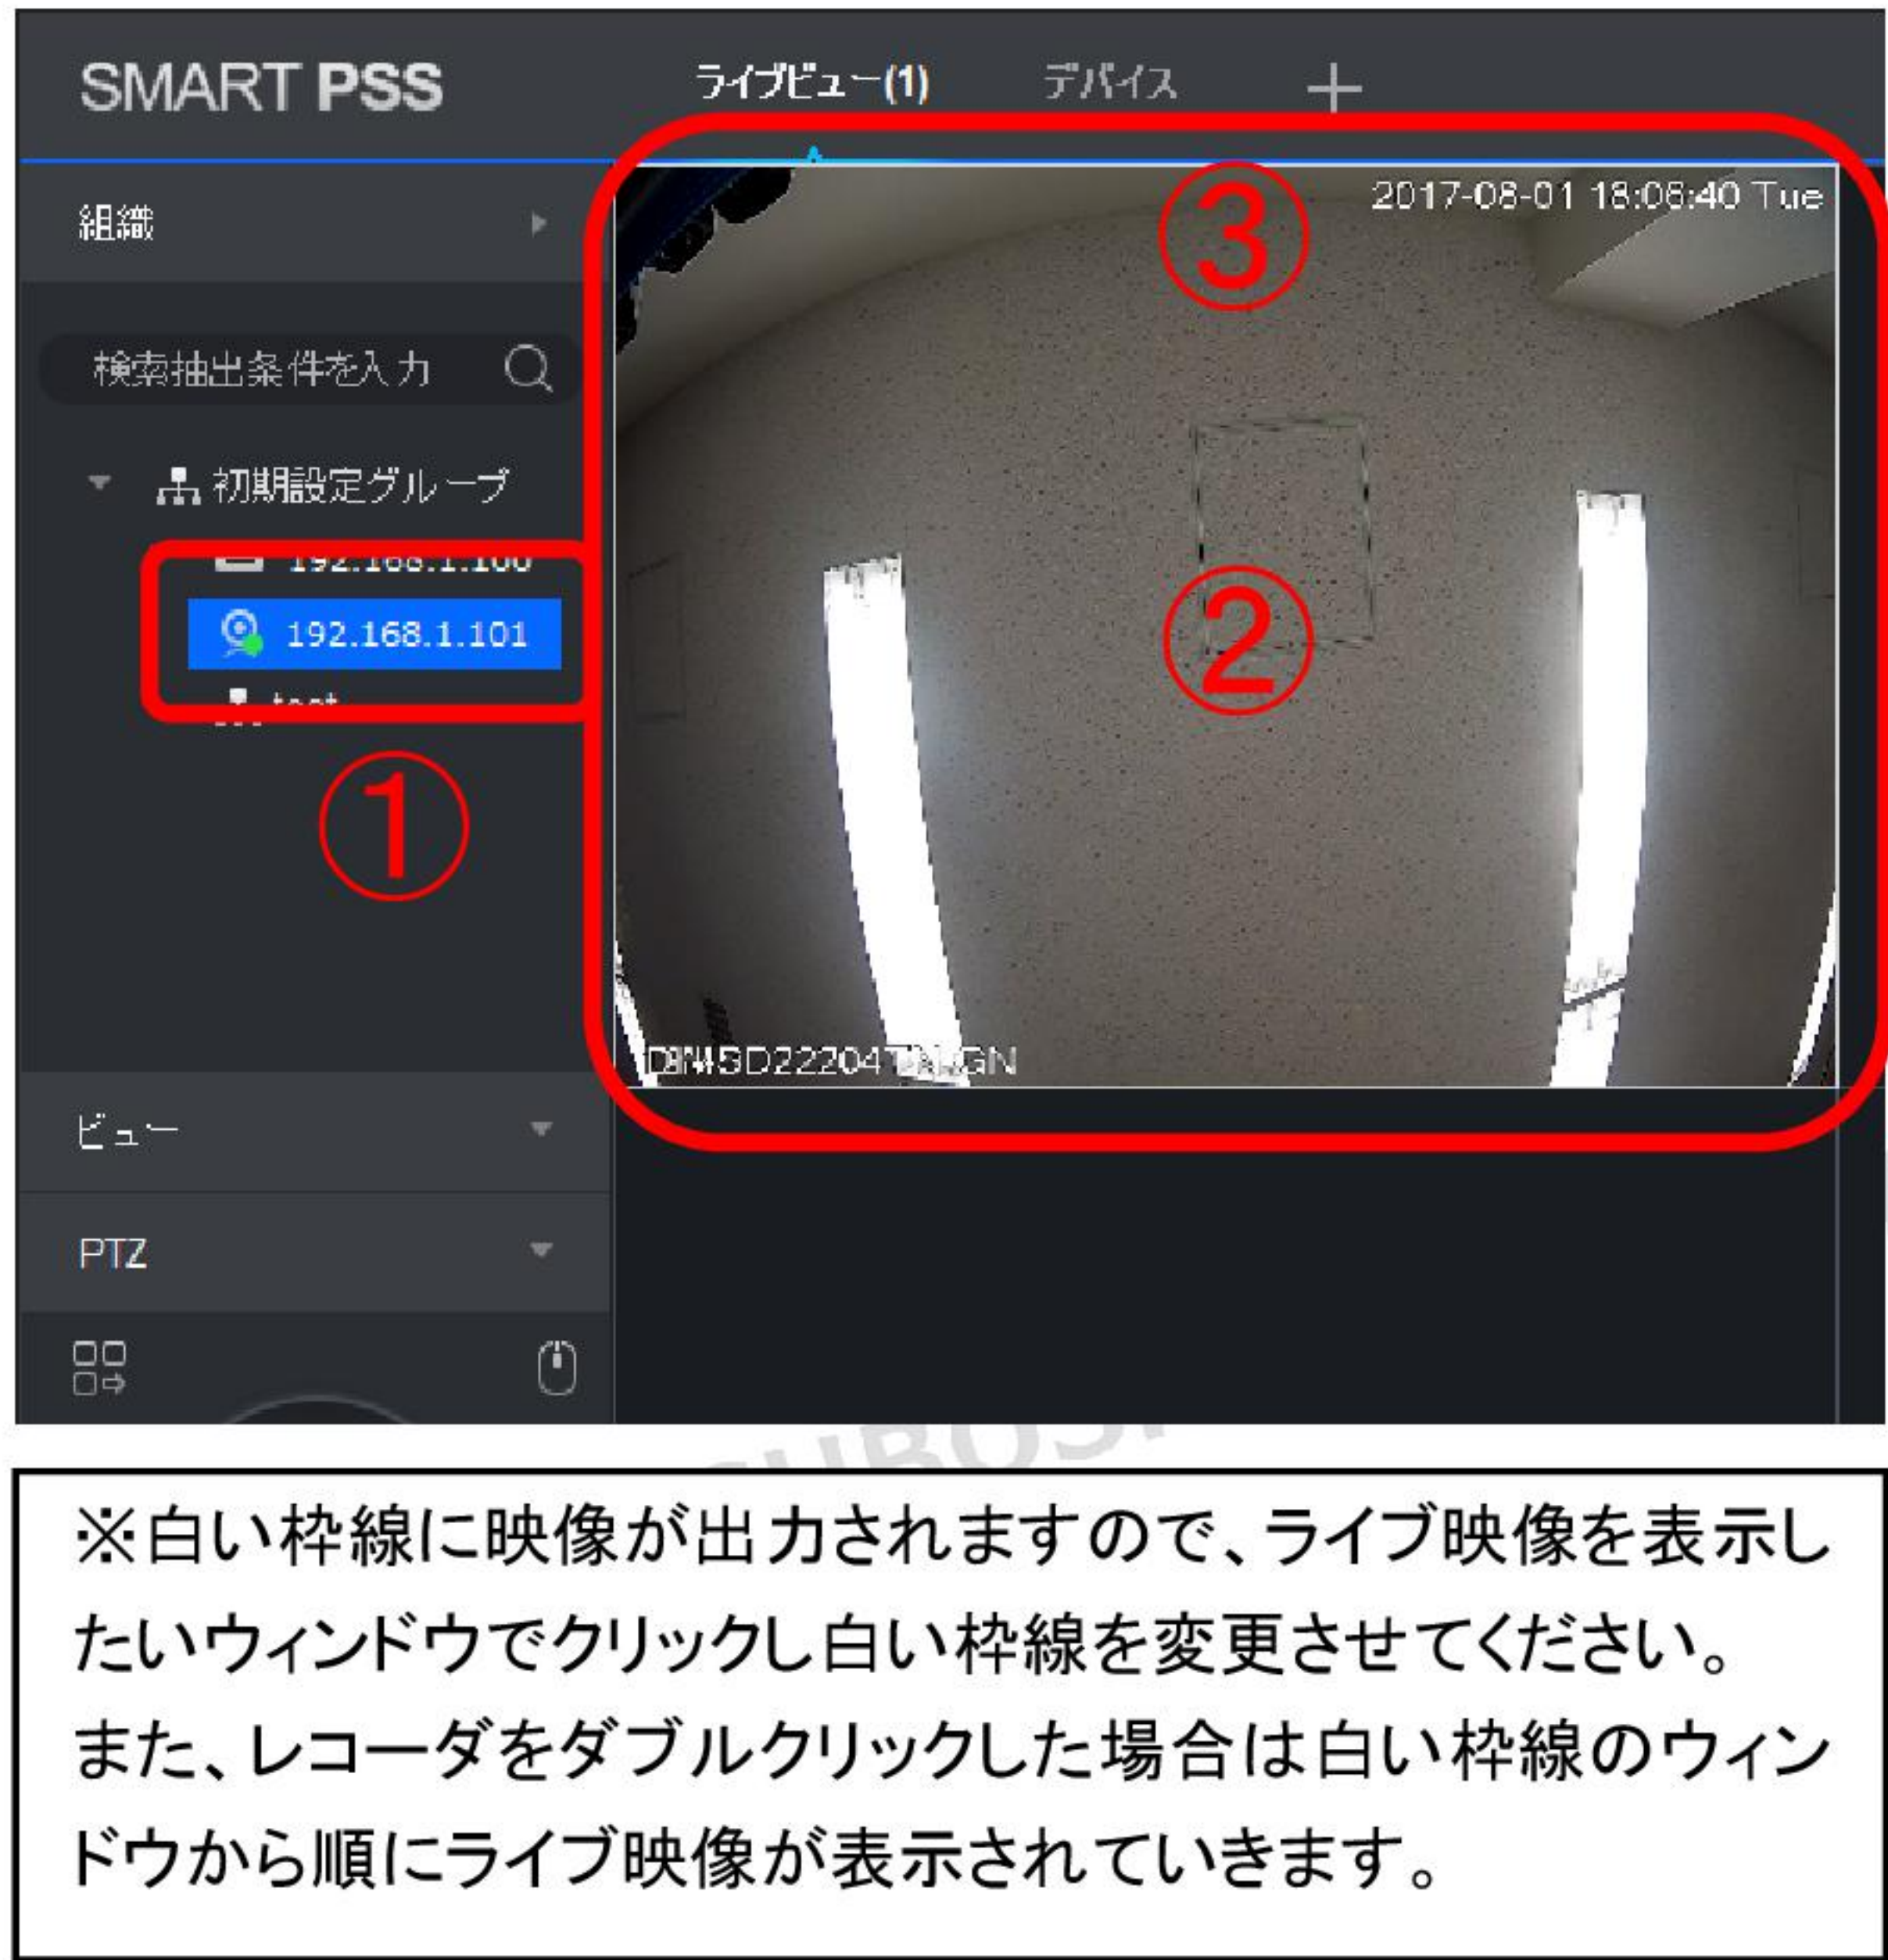 SMART PSS
ライブビュー(1)
デバイス
組織
2017-08-01 18:06:40 Tue
③
検索抽出条件を入力
初期設定グループ
192.168.1.100
192.168.1.101
②
test
①
ビュー
PTZ
※白い枠線に映像が出力されますので、ライブ映像を表示し
たいウィンドウでクリックし白い枠線を変更させてください。
また、レコーダをダブルクリックした場合は白い枠線のウィン
ドウから順にライブ映像が表示されていきます。